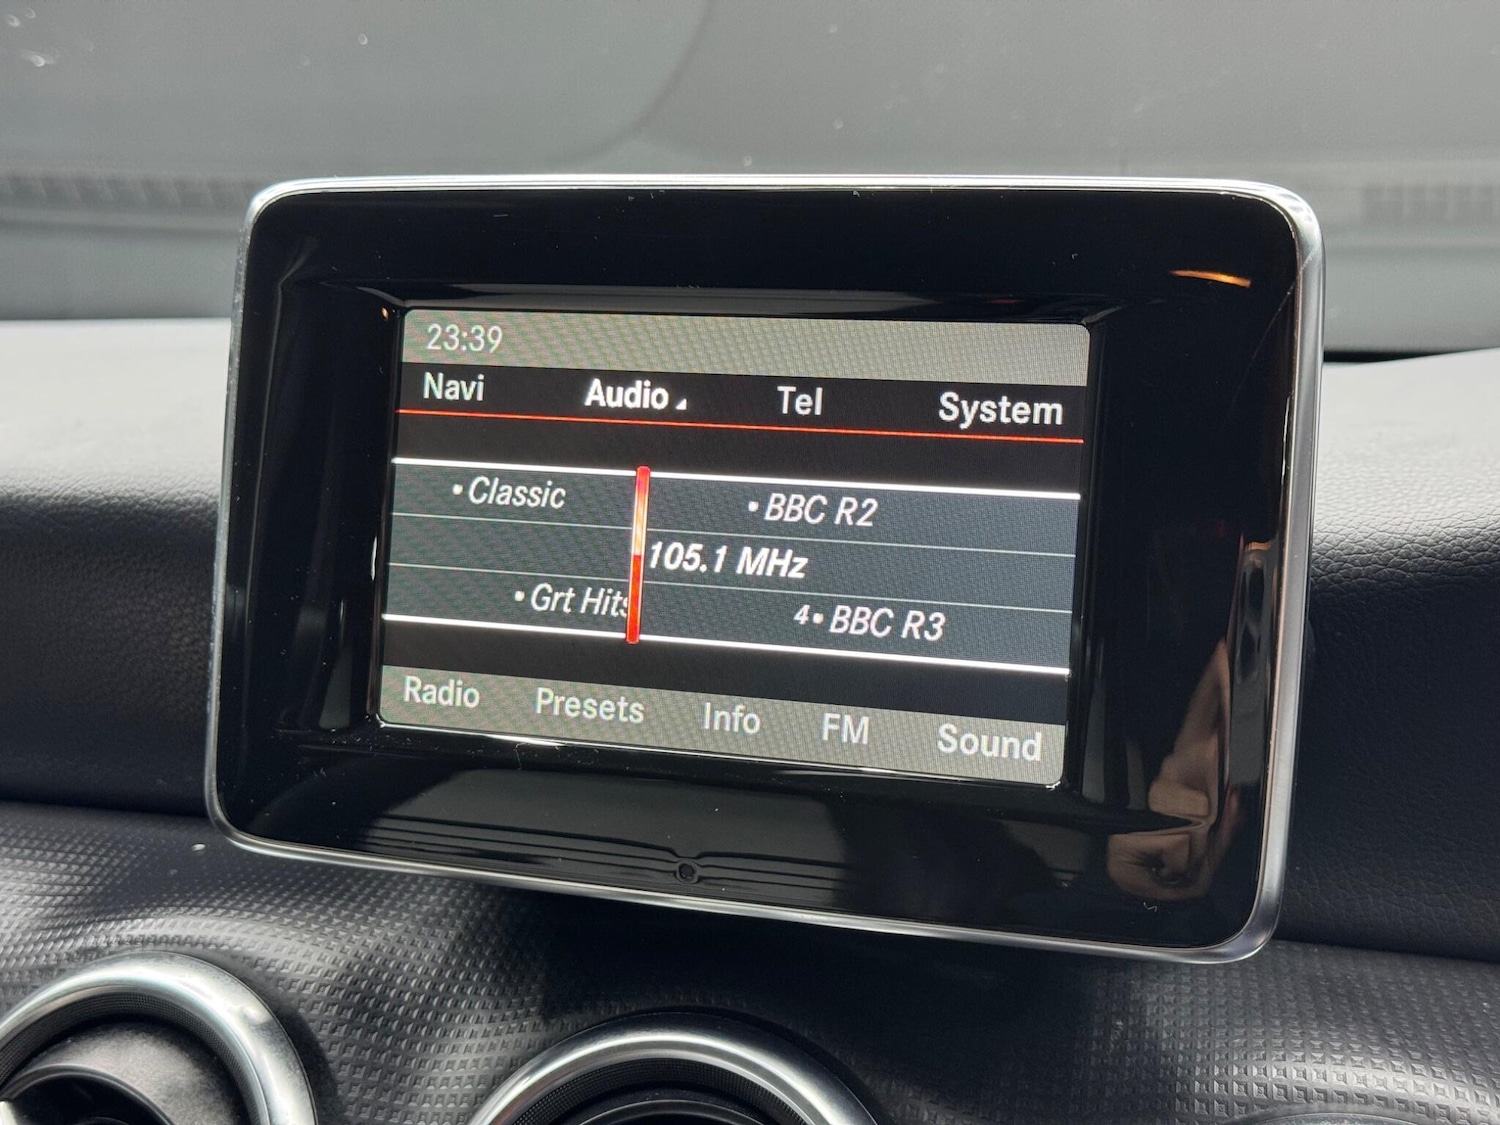 23:39
Navi Audio Tel System
•Classic •BBC R2
105.1 MHz
•Grt Hits 4•BBC R3
Radio Presets Info FM Sound